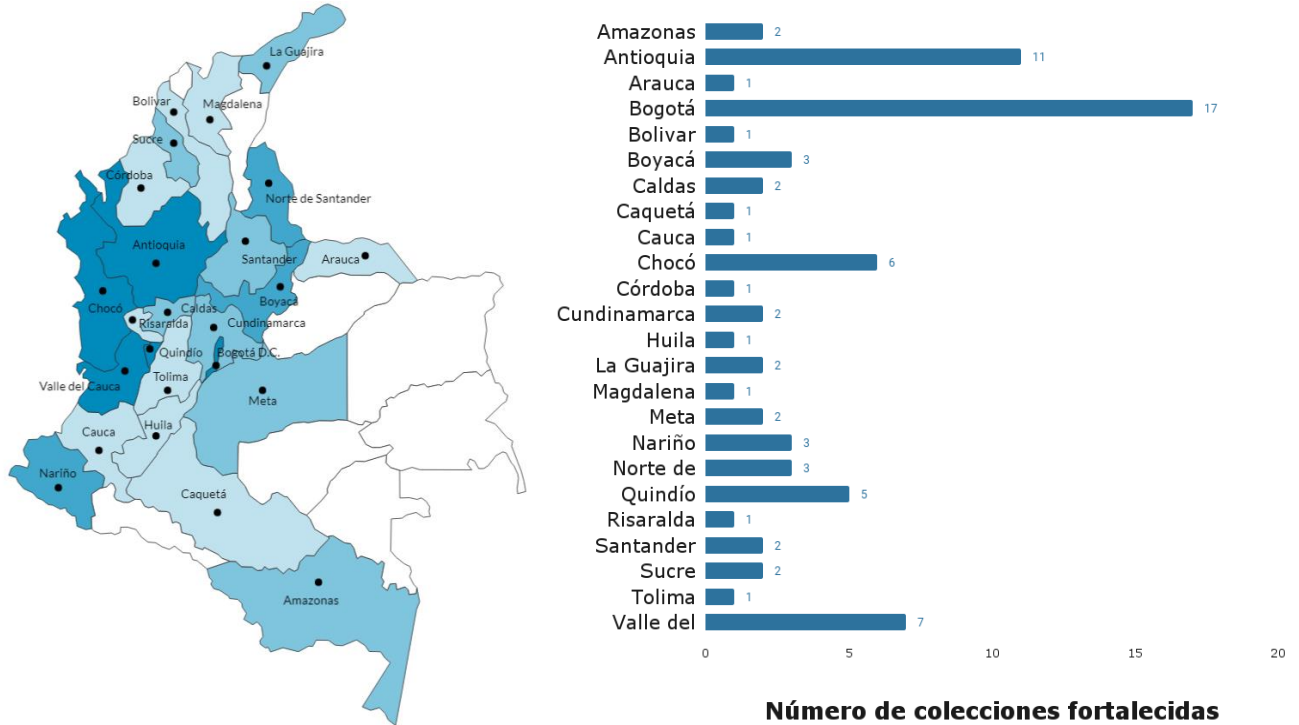 La Guajira
Bolivar
Magdalena
Sucre
Córdoba
Norte de Santander
Antioquia
Santander
Arauca
Boyacá
Chocó
Caldas
Risaralda
Cundinamarca
Quindío
Bogotá D.C.
Valle del Cauca
Tolima
Meta
Cauca
Huila
Nariño
Caquetá
Amazonas
Amazonas 2
Antioquia 11
Arauca 1
Bogotá 17
Bolivar 1
Boyacá 3
Caldas 2
Caquetá 1
Cauca 1
Chocó 6
Córdoba 1
Cundinamarca 2
Huila 1
La Guajira 2
Magdalena 1
Meta 2
Nariño 3
Norte de 3
Quindío 5
Risaralda 1
Santander 2
Sucre 2
Tolima 1
Valle del 7
0 5 10 15 20
Número de colecciones fortalecidas